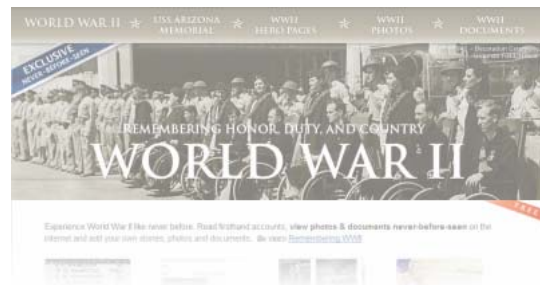 WORLD WAR II
USS ARIZONA
MEMORIAL
WWII
HERO PAGES
WWII
PHOTOS
WWII
DOCUMENTS
EXCLUSIVE
NEVER-BEFORE-SEEN
REMEMBERING HONOR, DUTY, AND COUNTRY
WORLD WAR II
FREE
Experience World War II like never before. Read firsthand accounts, view photos & documents never-before-seen on the
internet and add your own stories, photos and documents. Remembering WWII